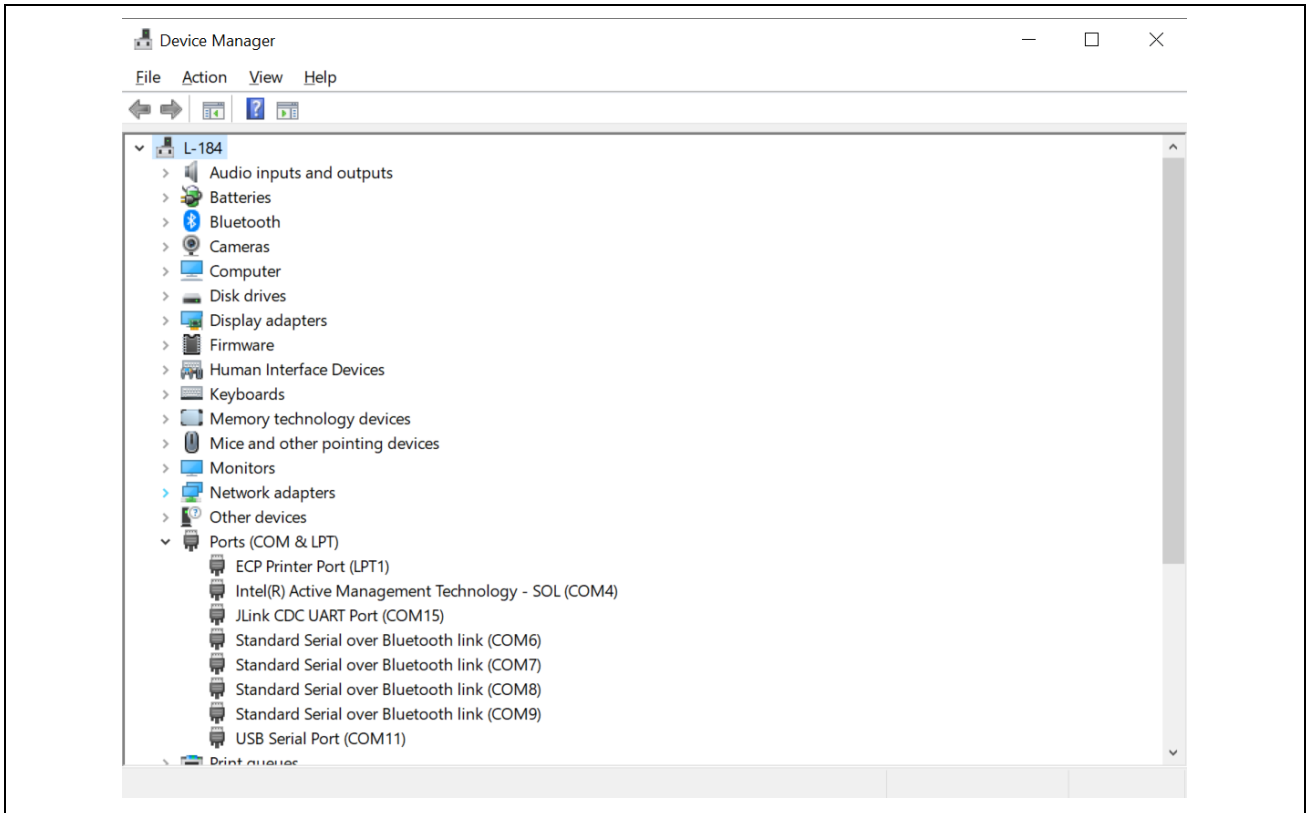 Device Manager
File Action View Help
L-184
Audio inputs and outputs
Batteries
Bluetooth
Cameras
Computer
Disk drives
Display adapters
Firmware
Human Interface Devices
Keyboards
Memory technology devices
Mice and other pointing devices
Monitors
Network adapters
Other devices
Ports (COM & LPT)
ECP Printer Port (LPT1)
Intel(R) Active Management Technology - SOL (COM4)
JLink CDC UART Port (COM15)
Standard Serial over Bluetooth link (COM6)
Standard Serial over Bluetooth link (COM7)
Standard Serial over Bluetooth link (COM8)
Standard Serial over Bluetooth link (COM9)
USB Serial Port (COM11)
Print queues